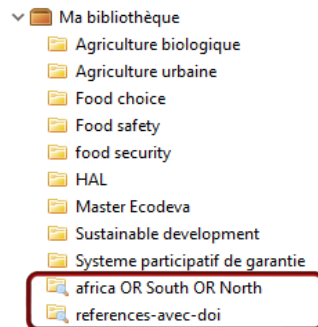 Ma bibliothèque
Agriculture biologique
Agriculture urbaine
Food choice
Food safety
food security
HAL
Master Ecodeva
Sustainable development
Systeme participatif de garantie
africa OR South OR North
references-avec-doi